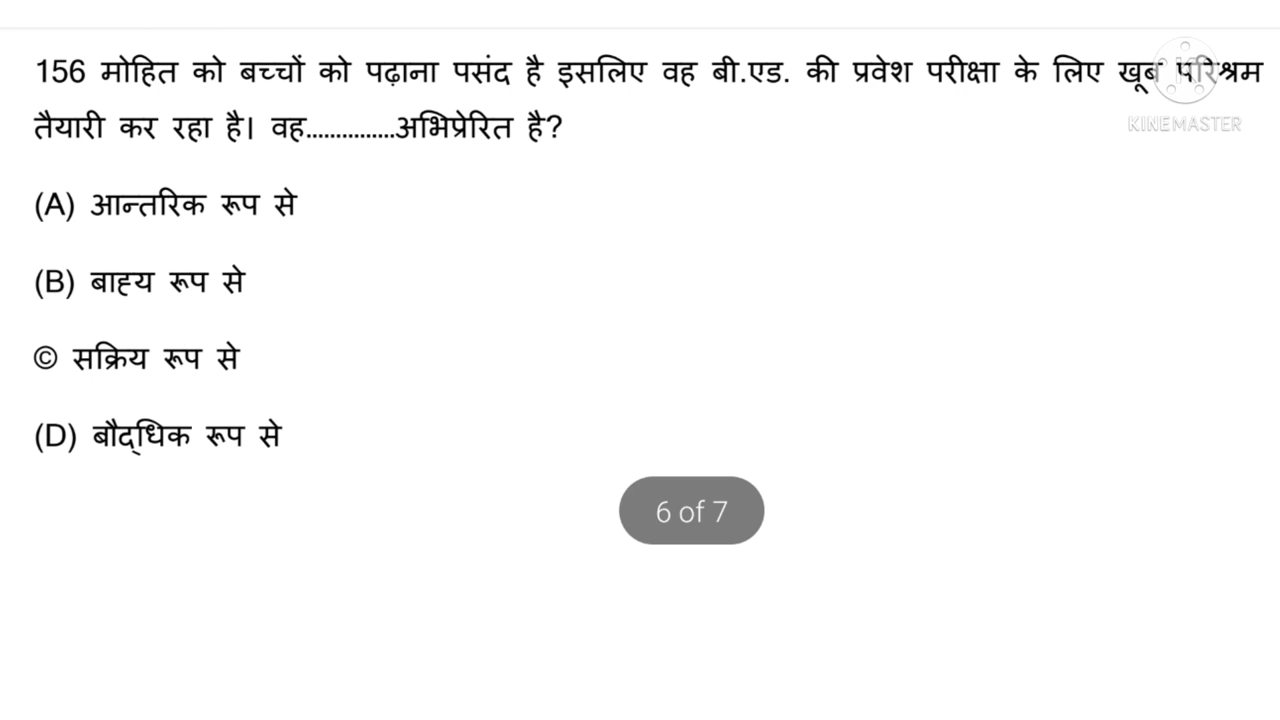 156 मोहित को बच्चों को पढ़ाना पसंद है इसलिए वह बी.एड. की प्रवेश परीक्षा के लिए खूब परिश्रम
KINEMASTER
तैयारी कर रहा है। वह...............अभिप्रेरित है?
(A) आन्तरिक रूप से
(B) बाह्य रूप से
© सक्रिय रूप से
(D) बौद्धिक रूप से
6 of 7